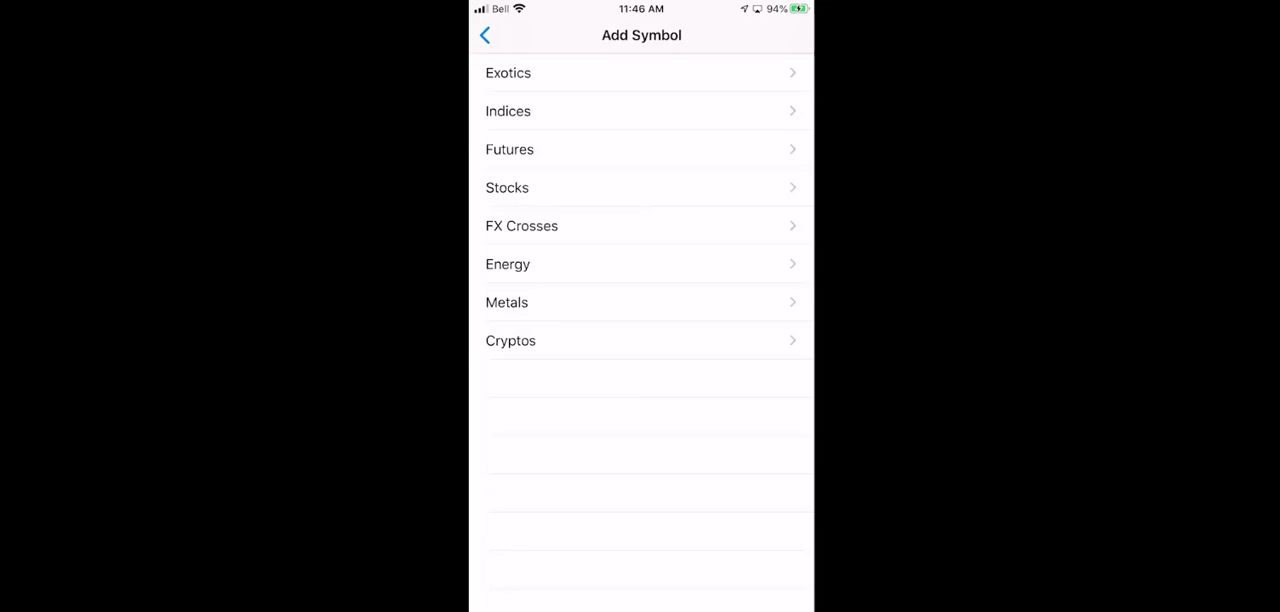 Bell 11:46 AM 94%
Add Symbol
Exotics
Indices
Futures
Stocks
FX Crosses
Energy
Metals
Cryptos